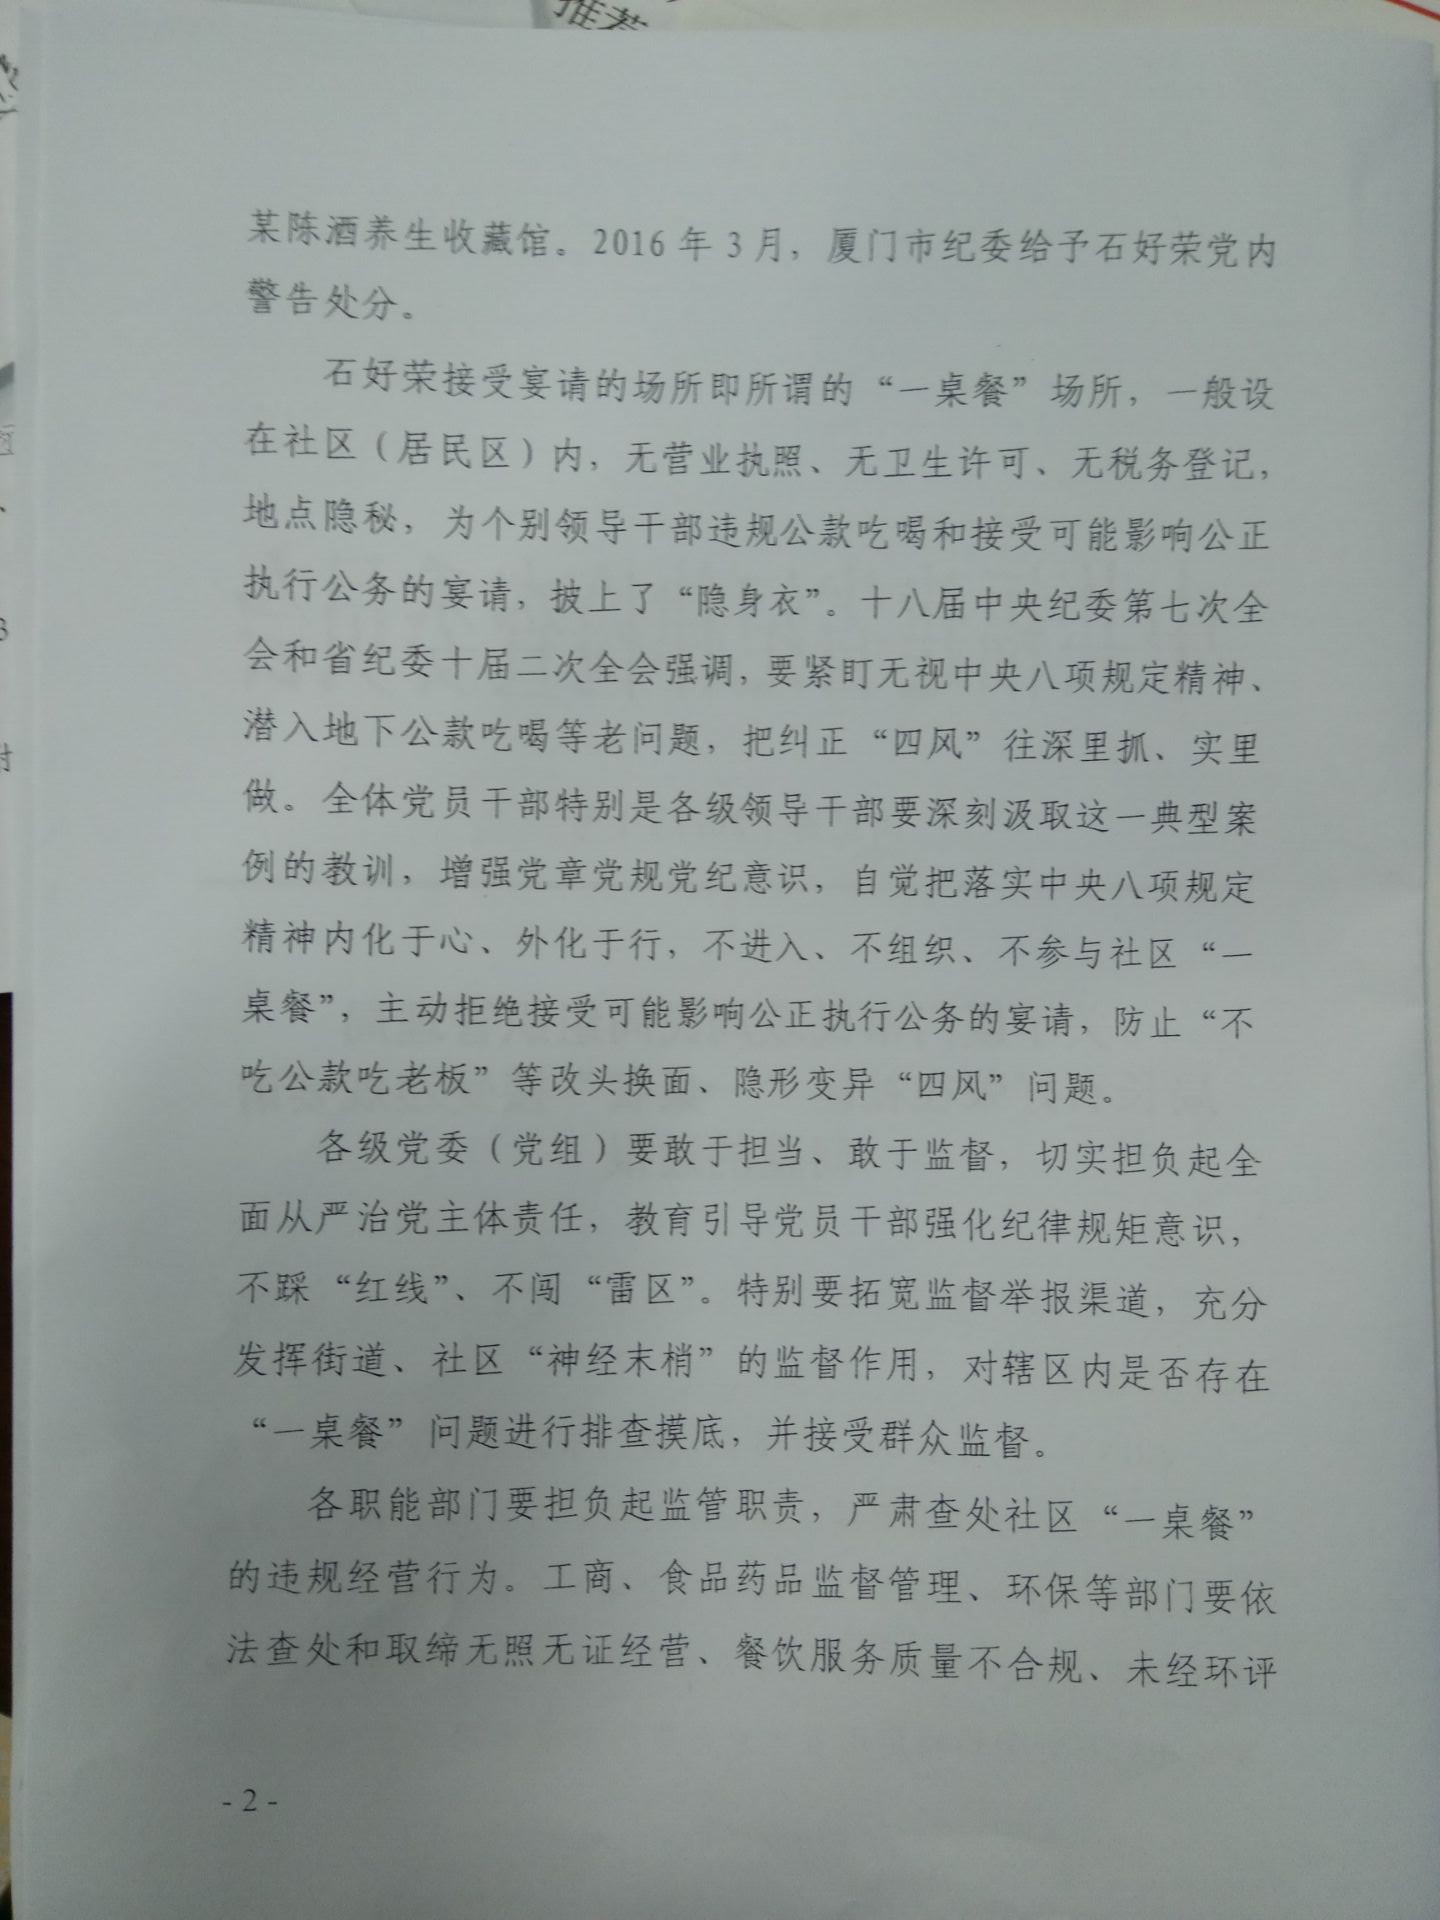 推荐
某陈酒养生收藏馆。2016 年 3 月，厦门市纪委给予石好荣党内
警告处分。
石好荣接受宴请的场所即所谓的“一桌餐”场所，一般设
在社区（居民区）内，无营业执照、无卫生许可、无税务登记，
地点隐秘，为个别领导干部违规公款吃喝和接受可能影响公正
执行公务的宴请，披上了“隐身衣”。十八届中央纪委第七次全
会和省纪委十届二次全会强调，要紧盯无视中央八项规定精神、
潜入地下公款吃喝等老问题，把纠正“四风”往深里抓、实里
做。全体党员干部特别是各级领导干部要深刻汲取这一典型案
例的教训，增强党章党规党纪意识，自觉把落实中央八项规定
精神内化于心、外化于行，不进入、不组织、不参与社区“一
桌餐”，主动拒绝接受可能影响公正执行公务的宴请，防止“不
吃公款吃老板”等改头换面、隐形变异“四风”问题。
各级党委（党组）要敢于担当、敢于监督，切实担负起全
面从严治党主体责任，教育引导党员干部强化纪律规矩意识，
不踩“红线”、不闯“雷区”。特别要拓宽监督举报渠道，充分
发挥街道、社区“神经末梢”的监督作用，对辖区内是否存在
“一桌餐”问题进行排查摸底，并接受群众监督。
各职能部门要担负起监管职责，严肃查处社区“一桌餐”
的违规经营行为。工商、食品药品监督管理、环保等部门要依
法查处和取缔无照无证经营、餐饮服务质量不合规、未经环评
- 2 -